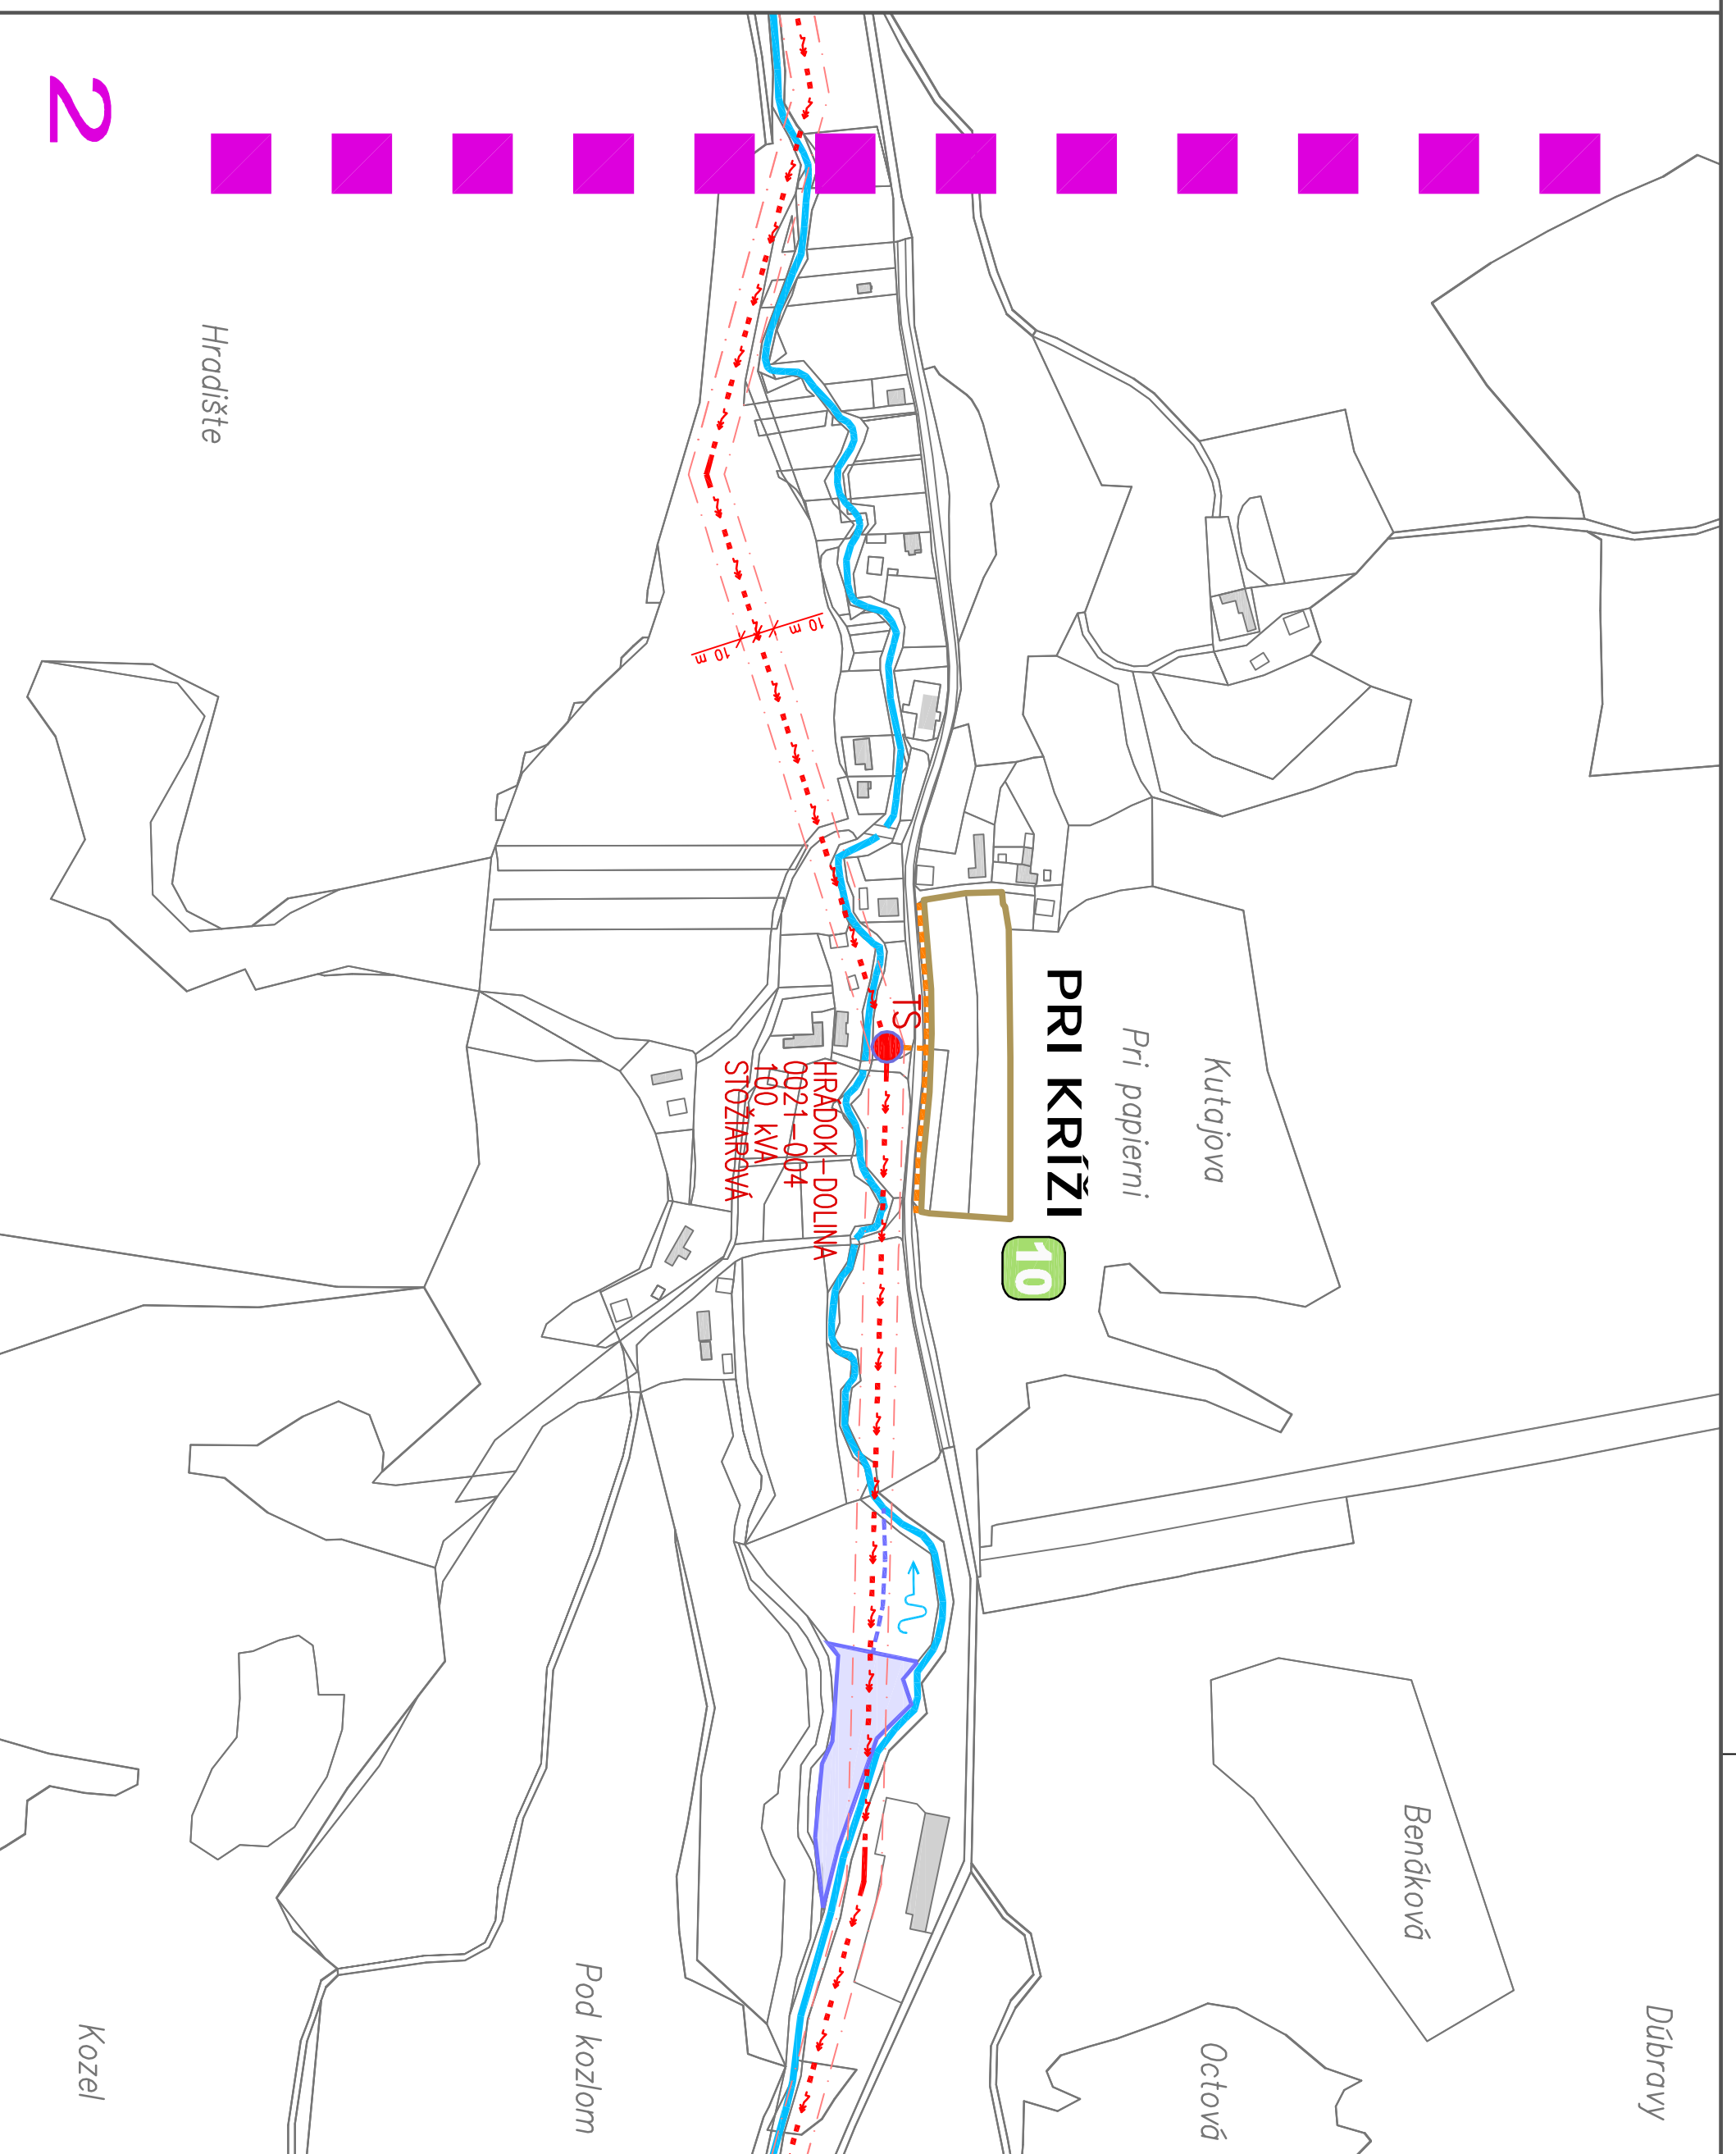 2
Hradište
10 m
10 m
PRI KRÍŽI
Pri papierni
Kutajova
TS
HRADOK-DOLINA
0021-004
100 kVA
STOŽIAROVÁ
10
Benáková
Dúbravy
Octová
Pod kozlom
Kozel